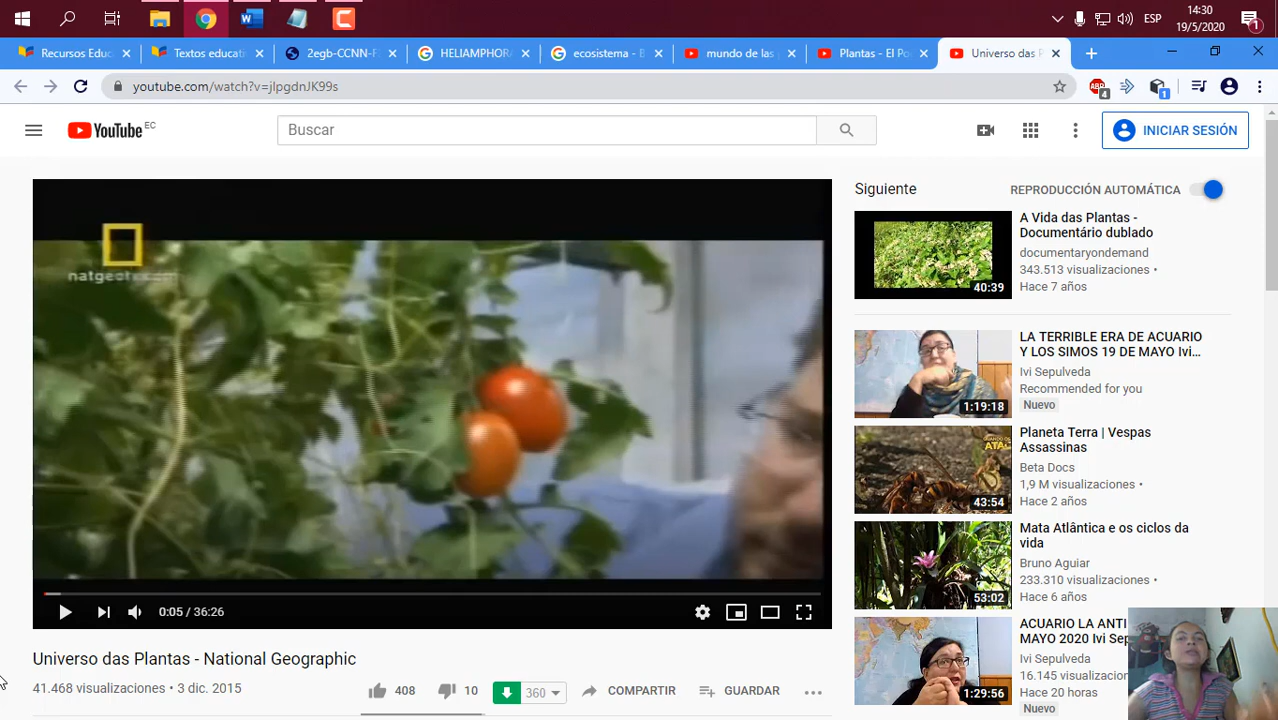 14:30
ESP
19/5/2020
1
Recursos Educ
Textos educati
2egb-CCNN-F
HELIAMPHORA
ecosistema - B
mundo de las p
Plantas - El Po
Universo das P
youtube.com/watch?v=jIpgdnJK99s
4
1
YouTube EC
Buscar
INICIAR SESIÓN
Siguiente
REPRODUCCIÓN AUTOMÁTICA
A Vida das Plantas -
Documentário dublado
documentaryondemand
343.513 visualizaciones •
Hace 7 años
40:39
LA TERRIBLE ERA DE ACUARIO
Y LOS SIMOS 19 DE MAYO Ivi...
Ivi Sepulveda
Recommended for you
Nuevo
1:19:18
Planeta Terra | Vespas
Assassinas
Beta Docs
1,9 M visualizaciones •
Hace 2 años
43:54
Mata Atlântica e os ciclos da
vida
Bruno Aguiar
233.310 visualizaciones •
Hace 6 años
53:02
ACUARIO LA ANTI
MAYO 2020 Ivi Sep
Ivi Sepulveda
16.145 visualizaciones
Hace 20 horas
Nuevo
1:29:56
0:05 / 36:26
Universo das Plantas - National Geographic
41.468 visualizaciones • 3 dic. 2015
408
10
360
COMPARTIR
GUARDAR